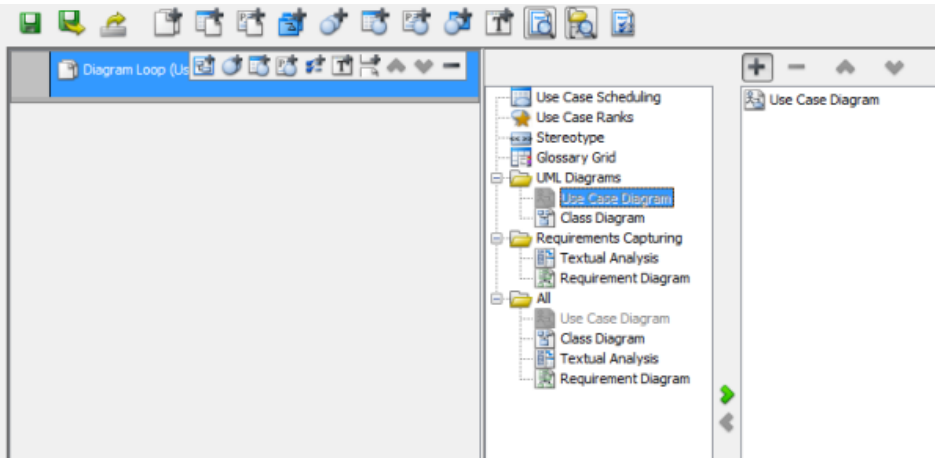 Diagram Loop (Us
Use Case Scheduling
Use Case Ranks
Stereotype
Glossary Grid
UML Diagrams
Use Case Diagram
Class Diagram
Requirements Capturing
Textual Analysis
Requirement Diagram
All
Use Case Diagram
Class Diagram
Textual Analysis
Requirement Diagram
Use Case Diagram